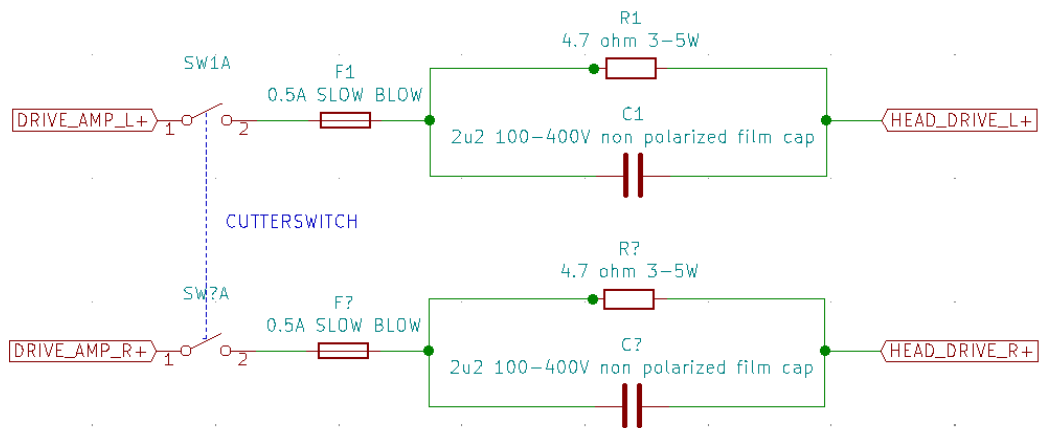 R1
4.7 ohm 3-5W
SW1A
F1
0.5A SLOW BLOW
DRIVE_AMP_L+
1
2
C1
2u2 100-400V non polarized film cap
HEAD_DRIVE_L+
CUTTERSWITCH
R?
4.7 ohm 3-5W
SW?A
F?
0.5A SLOW BLOW
DRIVE_AMP_R+
1
2
C?
2u2 100-400V non polarized film cap
HEAD_DRIVE_R+